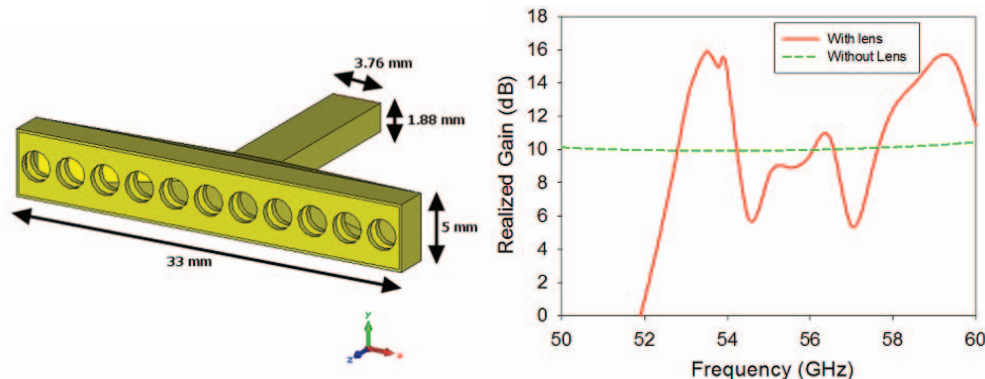 3.76 mm
1.88 mm
5 mm
33 mm
y
z
x
Realized Gain (dB)
18
16
14
12
10
8
6
4
2
0
With lens
Without Lens
50
52
54
56
58
60
Frequency (GHz)